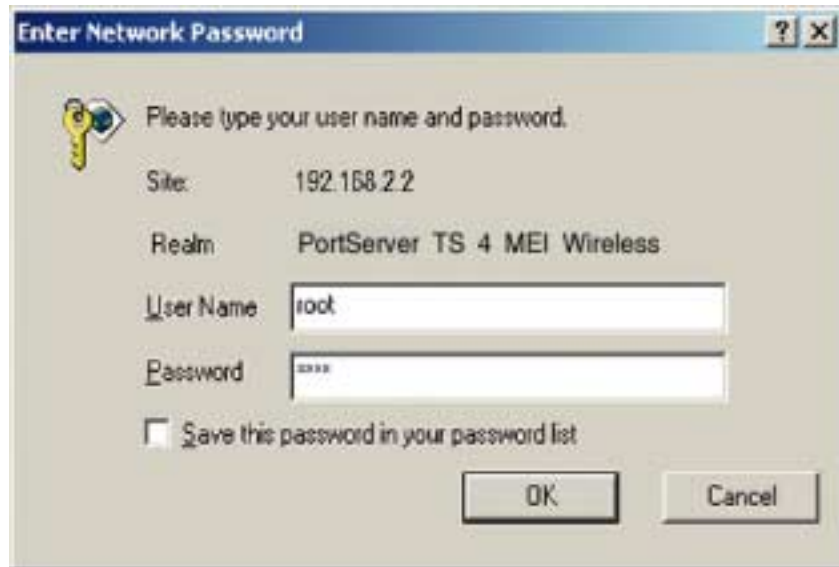 Enter Network Password
? X
Please type your user name and password.
Site: 192.168.2.2
Realm PortServer TS 4 MEI Wireless
User Name root
Password ****
Save this password in your password list
OK Cancel